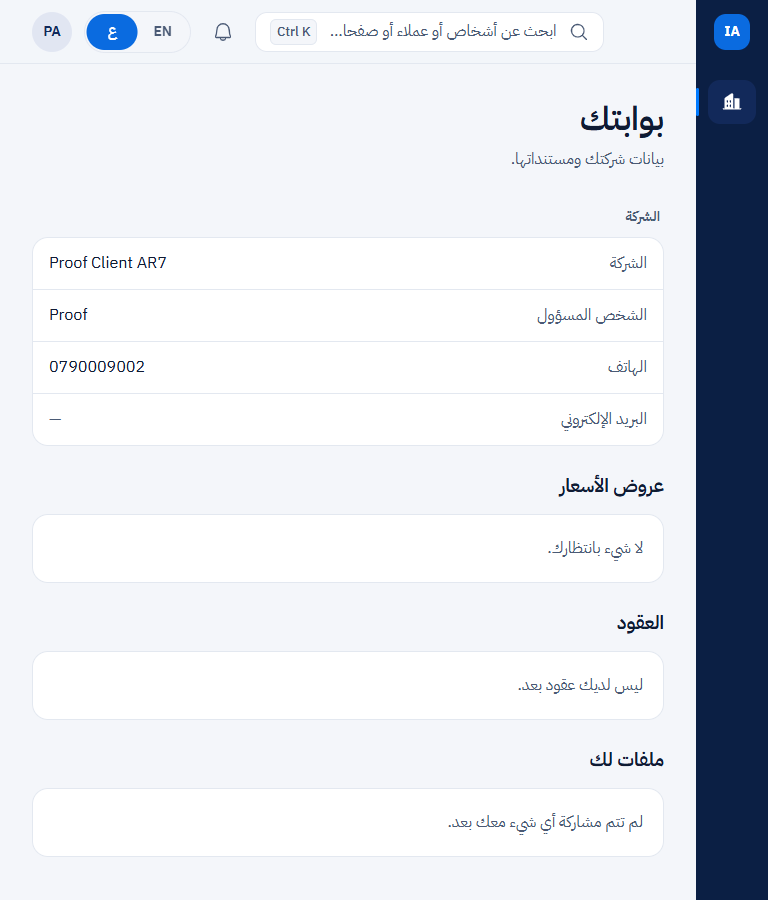 IA
ابحث عن أشخاص أو عملاء أو صفحا...
Ctrl K
EN
ع
PA
بوابتك
بيانات شركتك ومستنداتها.
الشركة
الشركة
Proof Client AR7
الشخص المسؤول
Proof
الهاتف
0790009002
البريد الإلكتروني
—
عروض الأسعار
لا شيء بانتظارك.
العقود
ليس لديك عقود بعد.
ملفات لك
لم تتم مشاركة أي شيء معك بعد.